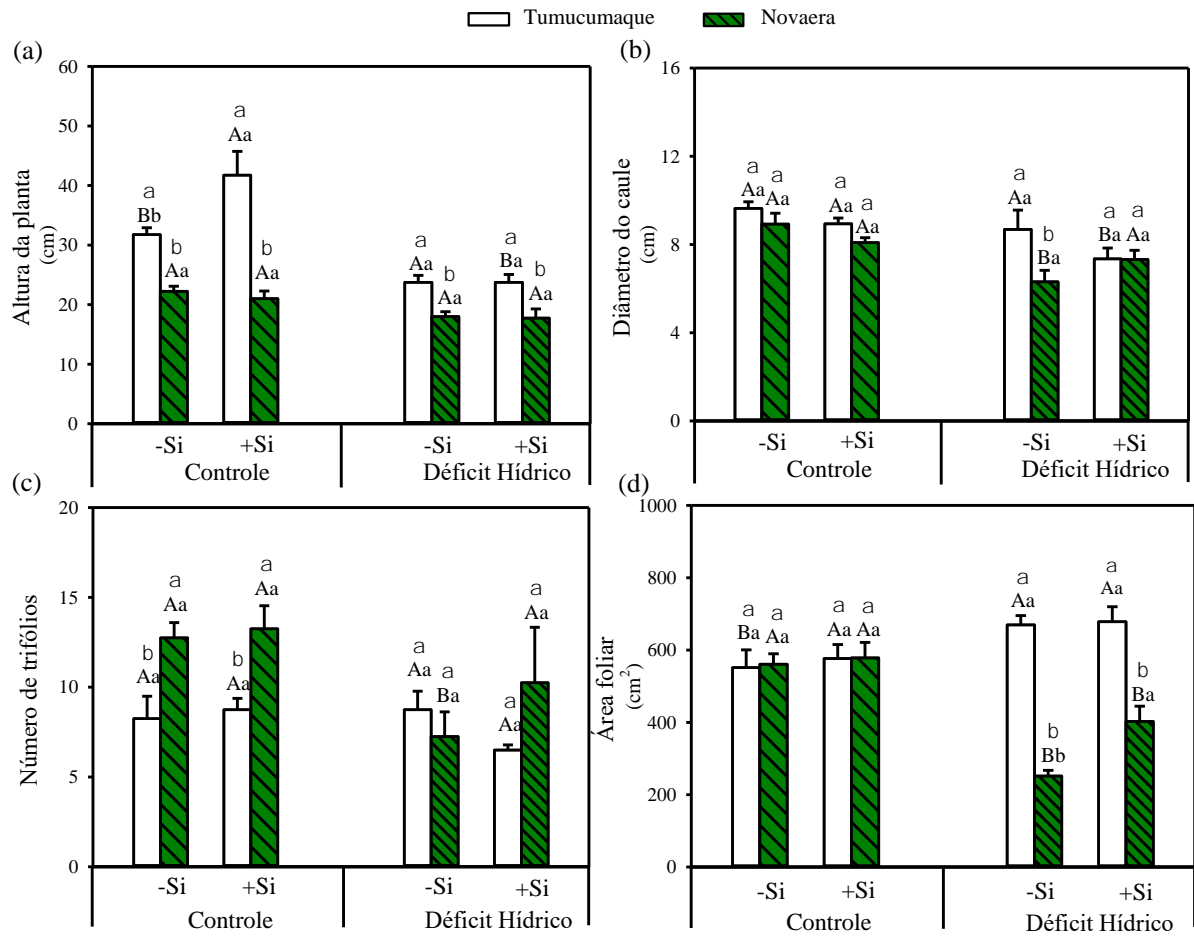 Tumucumaque Novaera
(a)
Altura da planta
(cm)
60
50
40
30
20
10
0
a
Bb
b
Aa
a
Aa
b
Aa
a
Aa
b
Aa
a
Ba
b
Aa
-Si +Si -Si +Si
Controle Déficit Hídrico
(b)
Diâmetro do caule
(cm)
16
12
8
4
0
a
Aa
a
Aa
a
Aa
a
Aa
a
Aa
b
Ba
a
Ba
a
Aa
-Si +Si -Si +Si
Controle Déficit Hídrico
(c)
Número de trifólios
20
15
10
5
0
b
Aa
a
Aa
b
Aa
a
Aa
a
Aa
a
Ba
a
Aa
a
Aa
-Si +Si -Si +Si
Controle Déficit Hídrico
(d)
Área foliar
(cm²)
1000
800
600
400
200
0
a
Ba
a
Aa
a
Aa
a
Aa
a
Aa
b
Bb
a
Aa
b
Ba
-Si +Si -Si +Si
Controle Déficit Hídrico